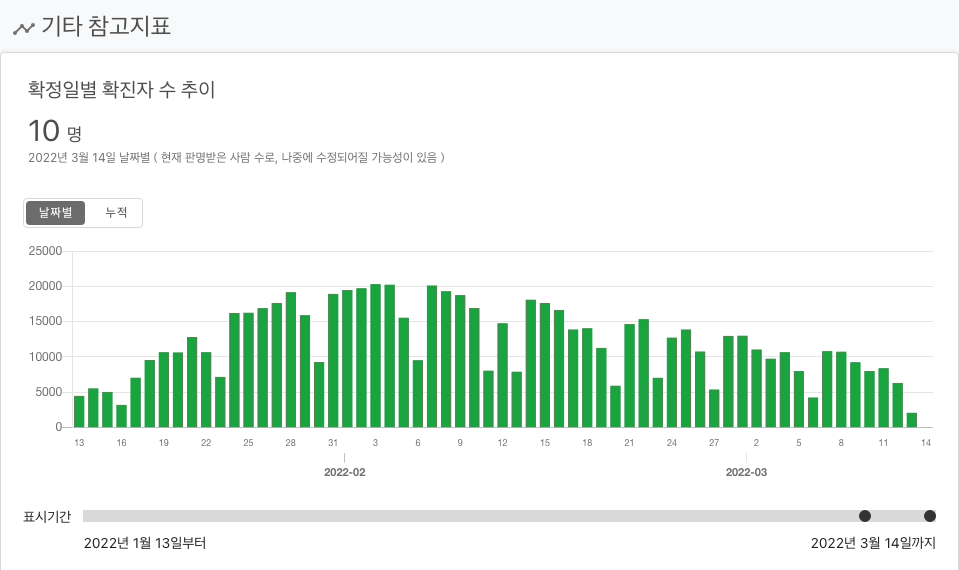 기타 참고지표
확정일별 확진자 수 추이
10 명
2022년 3월 14일 날짜별 ( 현재 판명받은 사람 수로, 나중에 수정되어질 가능성이 있음 )
날짜별 누적
25000
20000
15000
10000
5000
0
13 16 19 22 25 28 31 3 6 9 12 15 18 21 24 27 2 5 8 11 14
2022-02 2022-03
표시기간
2022년 1월 13일부터 2022년 3월 14일까지